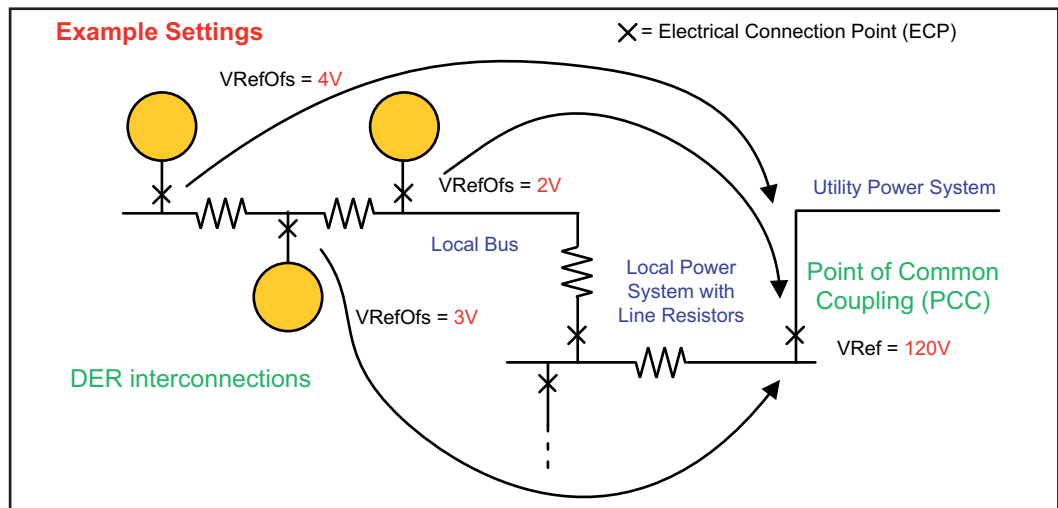 Example Settings
= Electrical Connection Point (ECP)
VRefOfs = 4V
VRefOfs = 2V
Utility Power System
Local Bus
Local Power
System with
Line Resistors
Point of Common
Coupling (PCC)
VRefOfs = 3V
VRef = 120V
DER interconnections